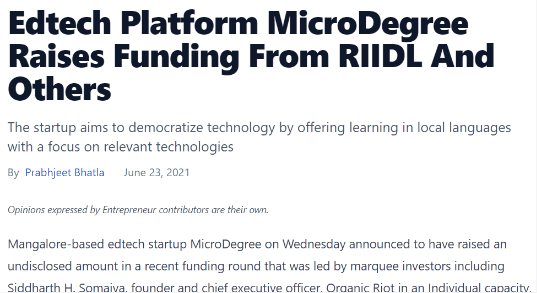 Edtech Platform MicroDegree
Raises Funding From RIIDL And
Others
The startup aims to democratize technology by offering learning in local languages
with a focus on relevant technologies
By Prabhjeet Bhatla June 23, 2021
Opinions expressed by Entrepreneur contributors are their own.
Mangalore-based edtech startup MicroDegree on Wednesday announced to have raised an
undisclosed amount in a recent funding round that was led by marquee investors including
Siddharth H. Somaiya, founder and chief executive officer, Organic Riot in an Individual capacity,